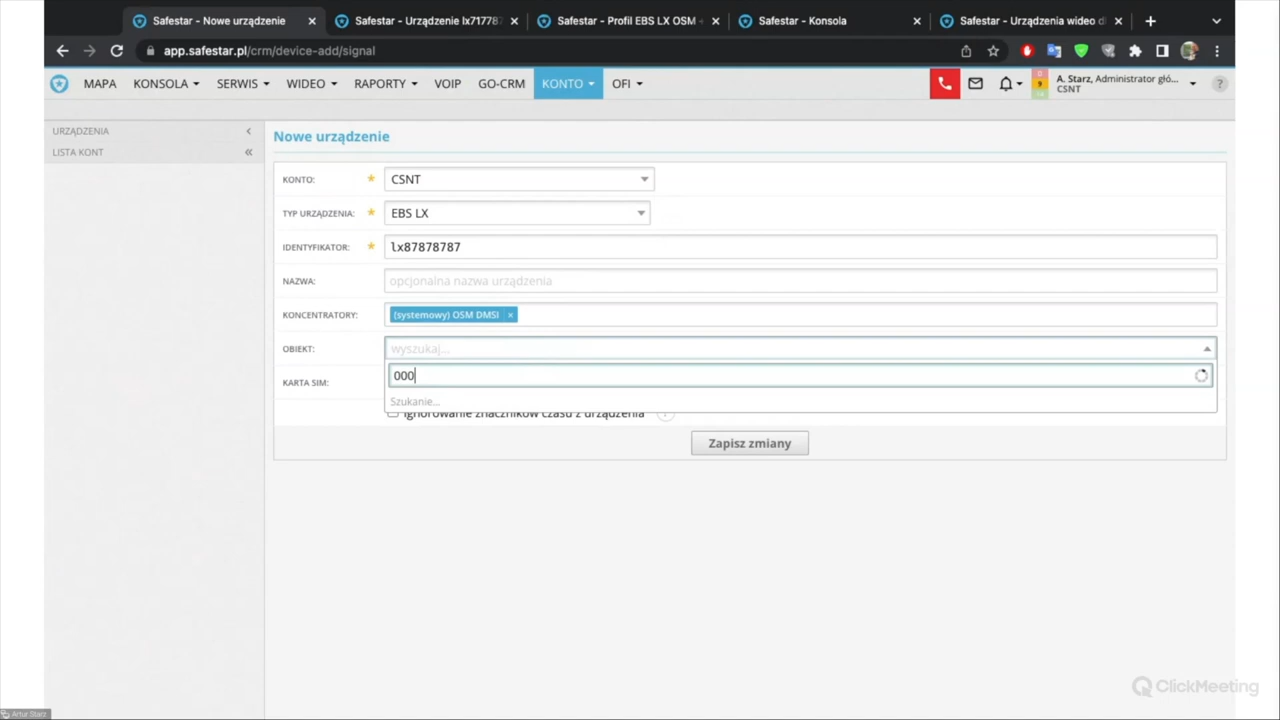 Safestar - Nowe urządzenie
Safestar - Urządzenie lx71778
Safestar - Profil EBS LX OSM
Safestar - Konsola
Safestar - Urządzenia wideo d
app.safestar.pl/crm/device-add/signal
MAPA KONSOLA SERWIS WIDEO RAPORTY VOIP GO-CRM KONTO OFI
9
A. Starz, Administrator głó...
CSNT
?
URZĄDZENIA
LISTA KONT
Nowe urządzenie
KONTO: * CSNT
TYP URZĄDZENIA: * EBS LX
IDENTYFIKATOR: * lx87878787
NAZWA: opcjonalna nazwa urządzenia
KONCENTRATORY: (systemowy) OSM DMSI ×
OBIEKT: wyszukaj...
000
KARTA SIM:
Szukanie...
Ignorowanie znaczników czasu z urządzenia
Zapisz zmiany
ClickMeeting
Artur Starz